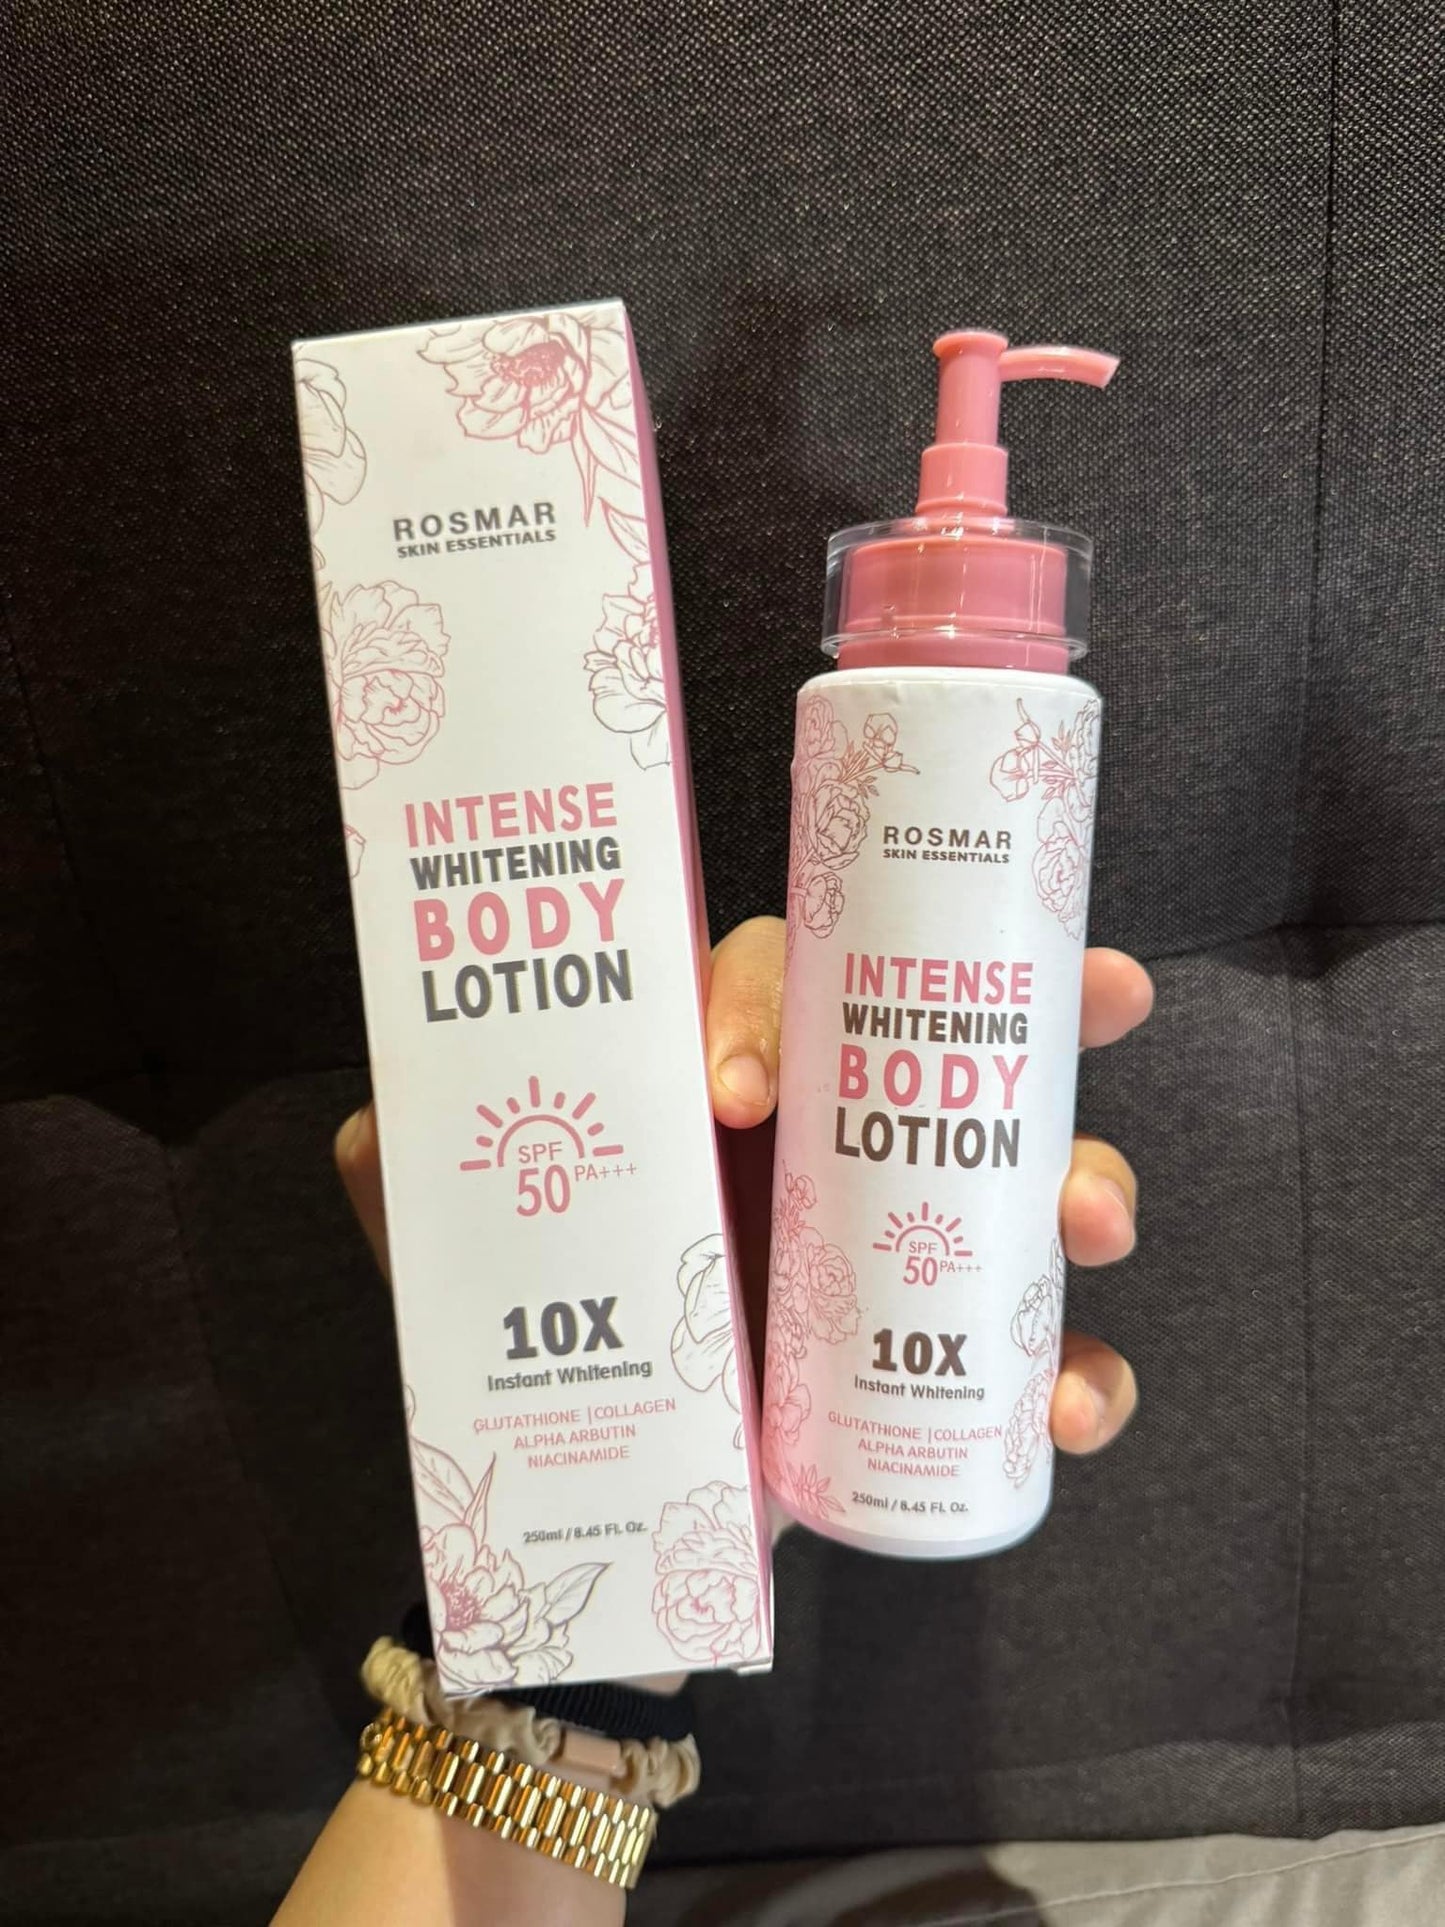 ROSMAR
SKIN ESSENTIALS
INTENSE
WHITENING
BODY
LOTION
SPF
50 PA+++
10X
Instant Whitening
GLUTATHIONE | COLLAGEN
ALPHA ARBUTIN
NIACINAMIDE
250ml / 8.45 Fl. Oz.
ROSMAR
SKIN ESSENTIALS
INTENSE
WHITENING
BODY
LOTION
SPF
50 PA+++
10X
Instant Whitening
GLUTATHIONE | COLLAGEN
ALPHA ARBUTIN
NIACINAMIDE
250ml / 8.45 Fl. Oz.